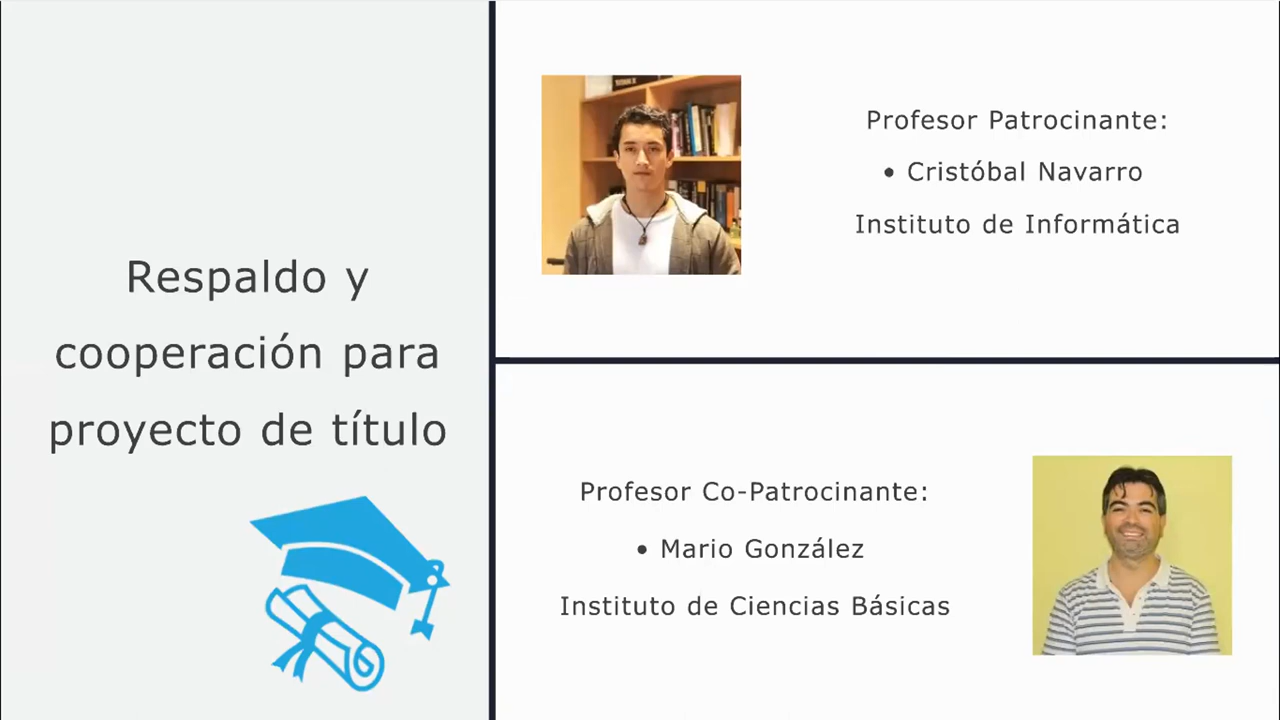 Respaldo y
cooperación para
proyecto de título
Profesor Patrocinante:
• Cristóbal Navarro
Instituto de Informática
Profesor Co-Patrocinante:
• Mario González
Instituto de Ciencias Básicas